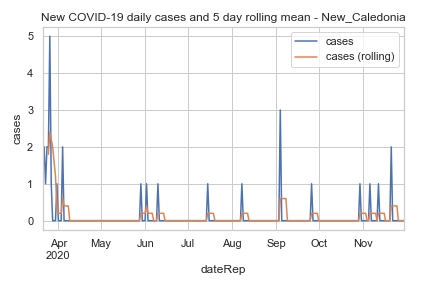 New COVID-19 daily cases and 5 day rolling mean - New_Caledonia
cases
cases (rolling)
5
4
3
2
1
0
cases
Apr
2020
May
Jun
Jul
Aug
Sep
Oct
Nov
dateRep